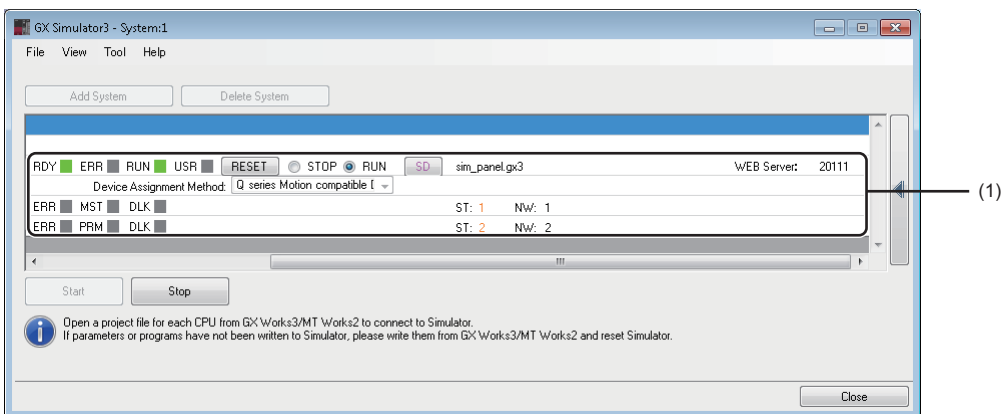 GX Simulator3 - System:1
File View Tool Help
Add System Delete System
RDY ERR RUN USR RESET STOP RUN SD sim_panel.gx3 WEB Server: 20111
Device Assignment Method: Q series Motion compatible
(1)
ERR MST DLK ST: 1 NW: 1
ERR PRM DLK ST: 2 NW: 2
Start Stop
Open a project file for each CPU from GX Works3/MT Works2 to connect to Simulator.
If parameters or programs have not been written to Simulator, please write them from GX Works3/MT Works2 and reset Simulator.
Close